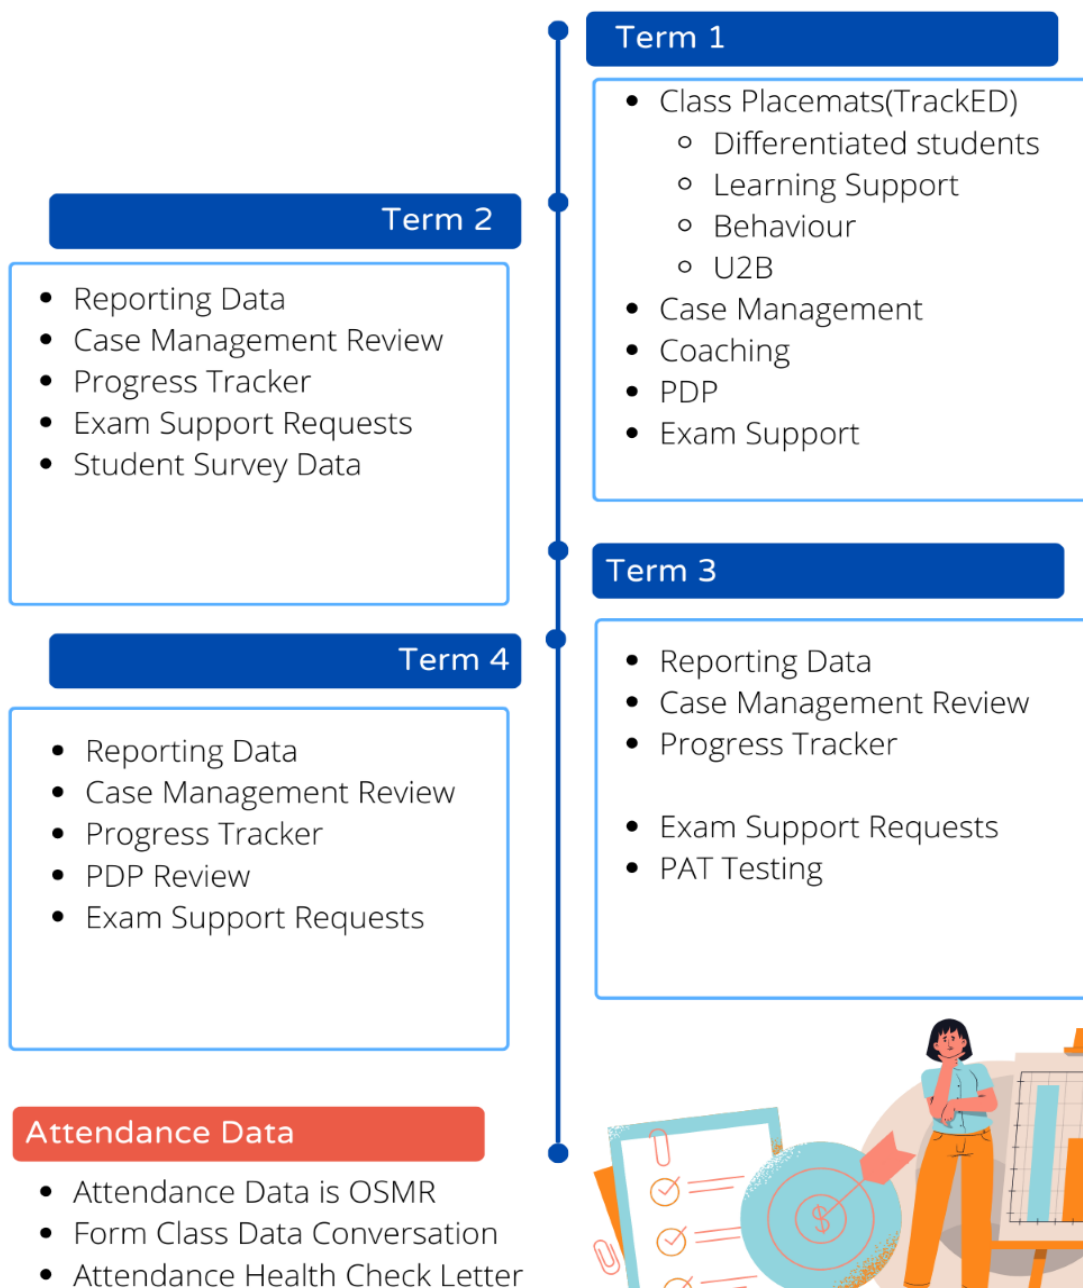 Term 1
Class Placemats(TrackED)
Differentiated students
Learning Support
Behaviour
U2B
Case Management
Coaching
PDP
Exam Support
Term 2
Reporting Data
Case Management Review
Progress Tracker
Exam Support Requests
Student Survey Data
Term 3
Reporting Data
Case Management Review
Progress Tracker
Exam Support Requests
PAT Testing
Term 4
Reporting Data
Case Management Review
Progress Tracker
PDP Review
Exam Support Requests
Attendance Data
Attendance Data is OSMR
Form Class Data Conversation
Attendance Health Check Letter
$